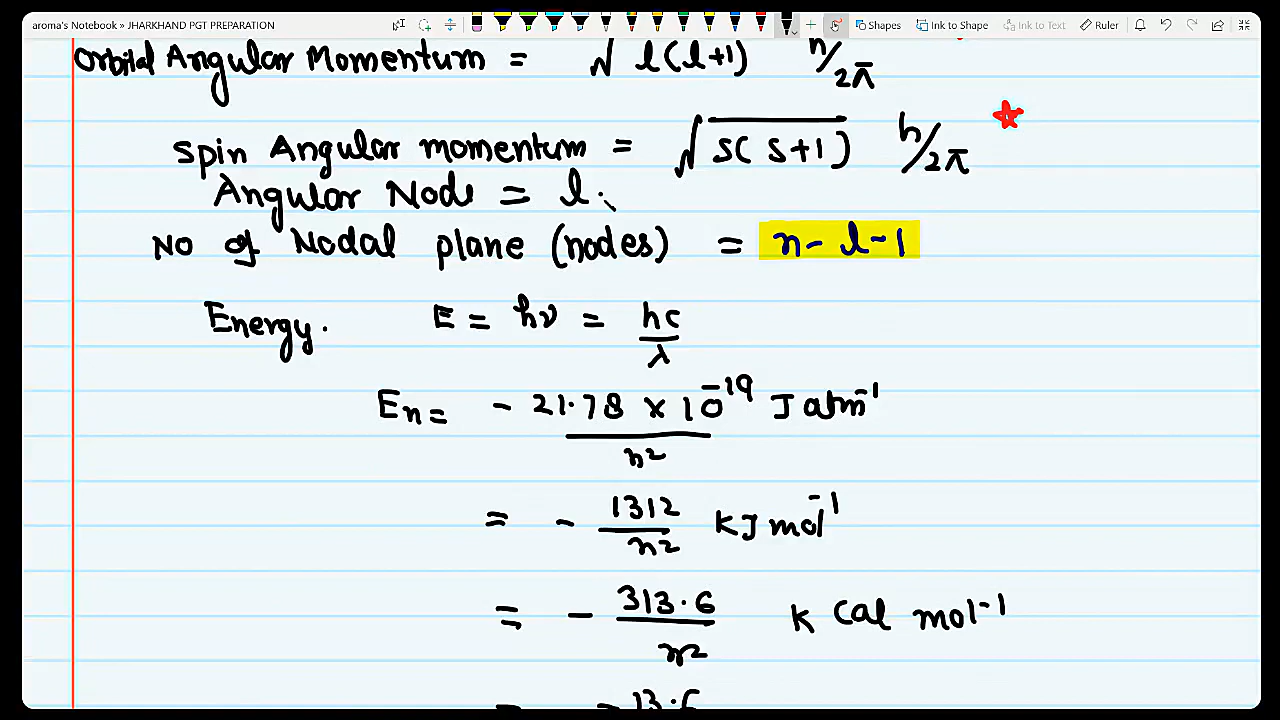 aroma's Notebook » JHARKHAND PGT PREPARATION
Shapes Ink to Shape Ink to Text Ruler
Orbital Angular Momentum = √l(l+1) h/2π
Spin Angular momentum = √s(s+1) h/2π
Angular Node = l.
No of Nodal plane (nodes) = n-l-1
Energy. E = hν = hc/λ
En = - 21.78 × 10^-19 / n² J atm^-1
= - 1312/n² KJ mol^-1
= - 313.6/n² K Cal mol^-1
= - 13.6